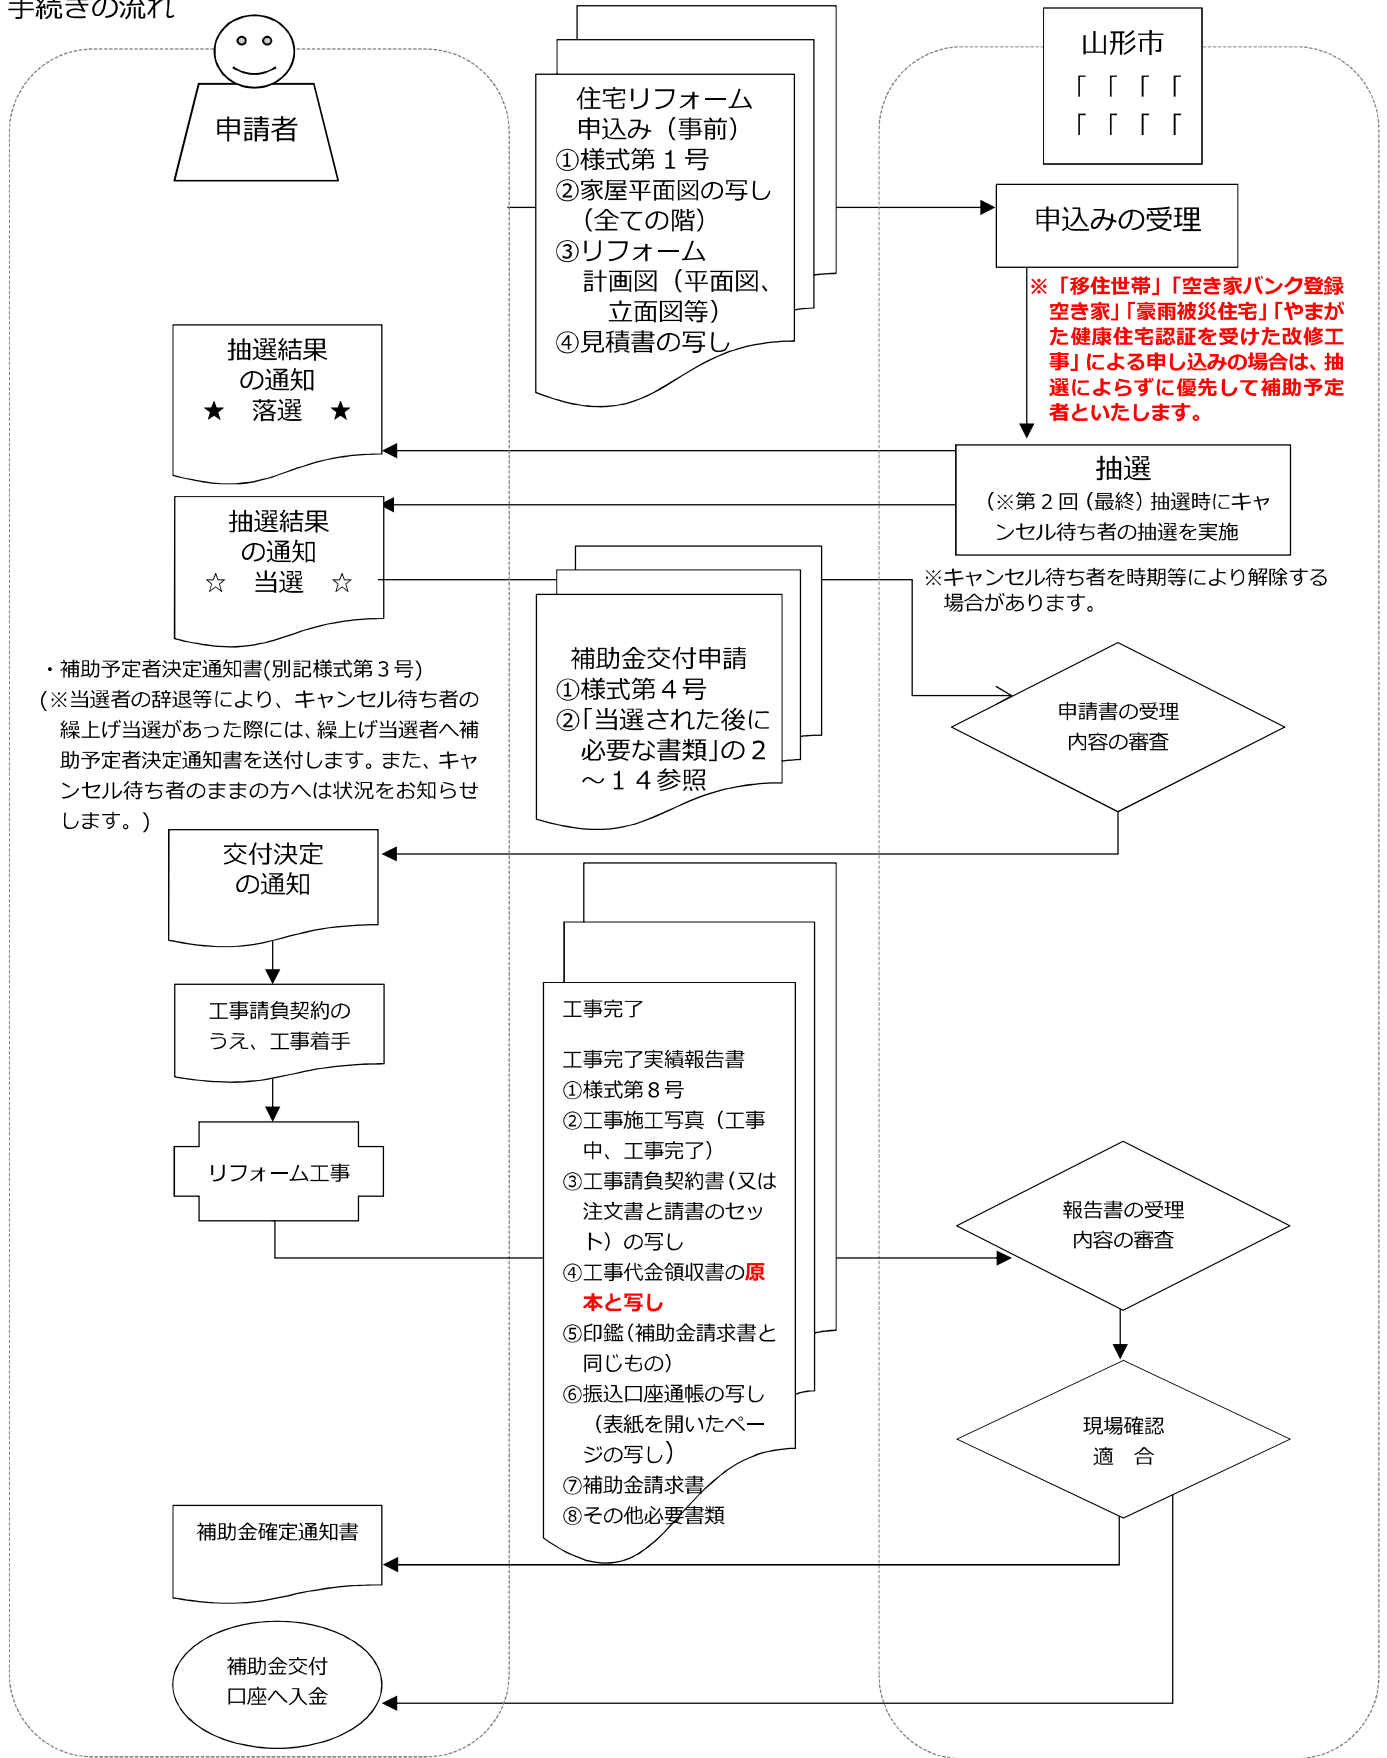 手続きの流れ
申請者
山形市
住宅リフォーム
申込み（事前）
①様式第１号
②家屋平面図の写し
（全ての階）
③リフォーム
計画図（平面図、
立面図等）
④見積書の写し
申込みの受理
※「移住世帯」「空き家バンク登録
空き家」「豪雨被災住宅」「やまが
た健康住宅認証を受けた改修工
事」による申し込みの場合は、抽
選によらずに優先して補助予定
者といたします。
抽選結果
の通知
★　落選　★
抽選
（※第２回（最終）抽選時にキャ
ンセル待ち者の抽選を実施
※キャンセル待ち者を時期等により解除する
場合があります。
抽選結果
の通知
☆　当選　☆
・補助予定者決定通知書(別記様式第３号)
(※当選者の辞退等により、キャンセル待ち者の
繰上げ当選があった際には、繰上げ当選者へ補
助予定者決定通知書を送付します。また、キャ
ンセル待ち者のままの方へは状況をお知らせ
します。)
補助金交付申請
①様式第４号
②「当選された後に
必要な書類」の２
～１４参照
申請書の受理
内容の審査
交付決定
の通知
工事請負契約の
うえ、工事着手
リフォーム工事
工事完了
工事完了実績報告書
①様式第８号
②工事施工写真（工事
中、工事完了）
③工事請負契約書（又は
注文書と請書のセッ
ト）の写し
④工事代金領収書の原
本と写し
⑤印鑑（補助金請求書と
同じもの）
⑥振込口座通帳の写し
（表紙を開いたペー
ジの写し）
⑦補助金請求書
⑧その他必要書類
報告書の受理
内容の審査
現場確認
適　合
補助金確定通知書
補助金交付
口座へ入金